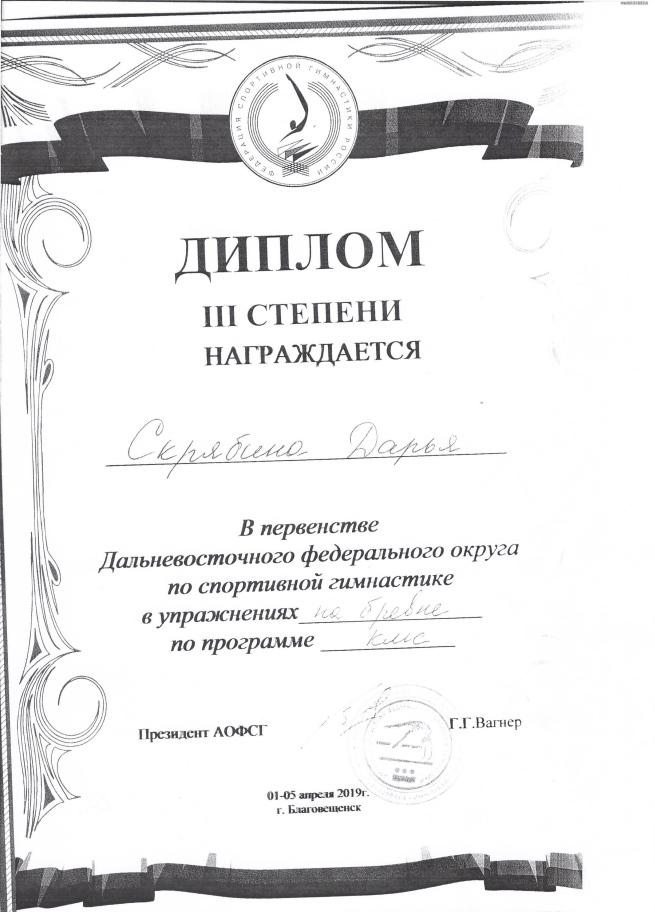 ФЕДЕРАЦИЯ СПОРТИВНОЙ ГИМНАСТИКИ РОССИИ
ДИПЛОМ
III СТЕПЕНИ
НАГРАЖДАЕТСЯ
Скрябина Дарья
В первенстве
Дальневосточного федерального округа
по спортивной гимнастике
в упражнениях на бревне
по программе кмс
Президент АОФСГ Г.Г.Вагнер
01-05 апреля 2019г.
г. Благовещенск